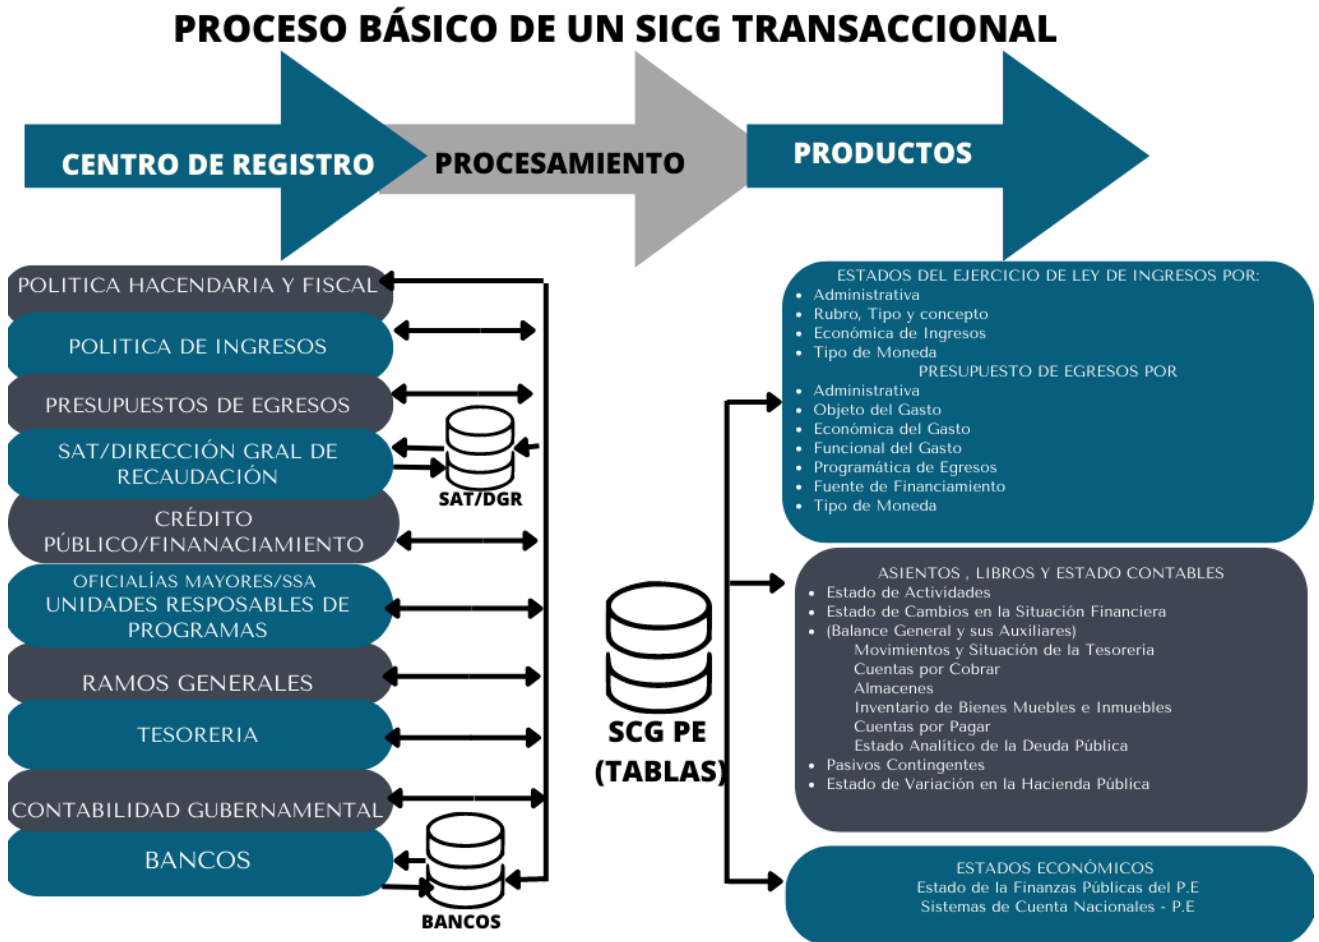 PROCESO BÁSICO DE UN SICG TRANSACCIONAL
CENTRO DE REGISTRO
PROCESAMIENTO
PRODUCTOS
POLITICA HACENDARIA Y FISCAL
POLITICA DE INGRESOS
PRESUPUESTOS DE EGRESOS
SAT/DIRECCIÓN GRAL DE
RECAUDACIÓN
CRÉDITO
PÚBLICO/FINANACIAMIENTO
OFICIALÍAS MAYORES/SSA
UNIDADES RESPOSABLES DE
PROGRAMAS
RAMOS GENERALES
TESORERIA
CONTABILIDAD GUBERNAMENTAL
BANCOS
SAT/DGR
BANCOS
SCG PE
(TABLAS)
ESTADOS DEL EJERCICIO DE LEY DE INGRESOS POR:
• Administrativa
• Rubro, Tipo y concepto
• Económica de Ingresos
• Tipo de Moneda
PRESUPUESTO DE EGRESOS POR
• Administrativa
• Objeto del Gasto
• Económica del Gasto
• Funcional del Gasto
• Programática de Egresos
• Fuente de Financiamiento
• Tipo de Moneda
ASIENTOS , LIBROS Y ESTADO CONTABLES
• Estado de Actividades
• Estado de Cambios en la Situación Financiera
• (Balance General y sus Auxiliares)
Movimientos y Situación de la Tesorería
Cuentas por Cobrar
Almacenes
Inventario de Bienes Muebles e Inmuebles
Cuentas por Pagar
Estado Analítico de la Deuda Pública
• Pasivos Contingentes
• Estado de Variación en la Hacienda Pública
ESTADOS ECONÓMICOS
Estado de la Finanzas Públicas del P.E
Sistemas de Cuenta Nacionales - P.E